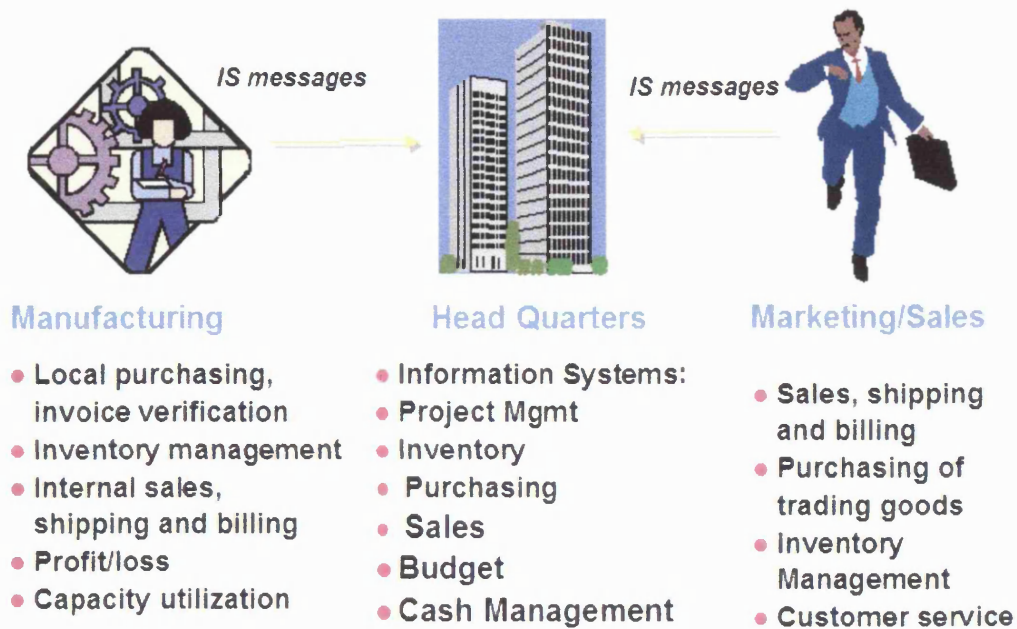 IS messages
IS messages
Manufacturing
• Local purchasing,
invoice verification
• Inventory management
• Internal sales,
shipping and billing
• Profit/loss
• Capacity utilization
Head Quarters
• Information Systems:
• Project Mgmt
• Inventory
• Purchasing
• Sales
• Budget
• Cash Management
Marketing/Sales
• Sales, shipping
and billing
• Purchasing of
trading goods
• Inventory
Management
• Customer service